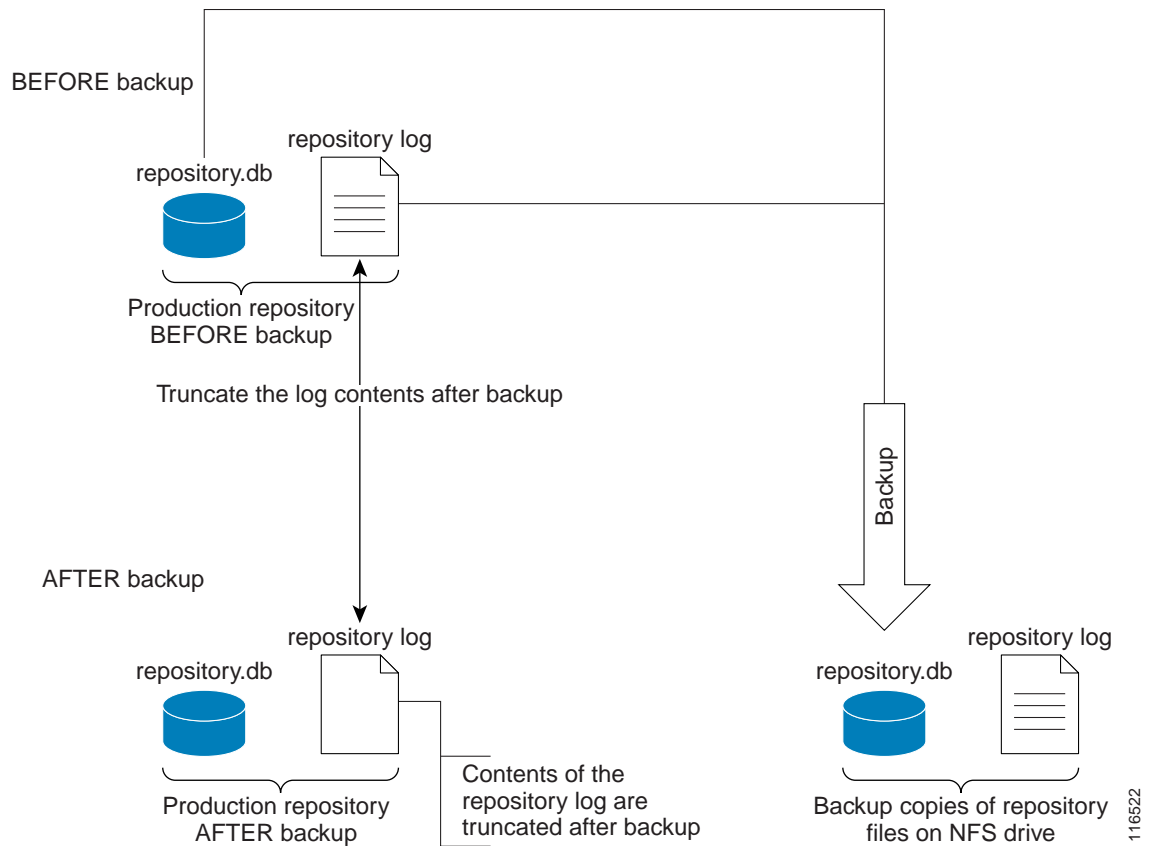 BEFORE backup
repository log
repository.db
Production repository
BEFORE backup
Truncate the log contents after backup
Backup
AFTER backup
repository log
repository.db
Production repository
AFTER backup
Contents of the
repository log are
truncated after backup
repository log
repository.db
Backup copies of repository
files on NFS drive
116522